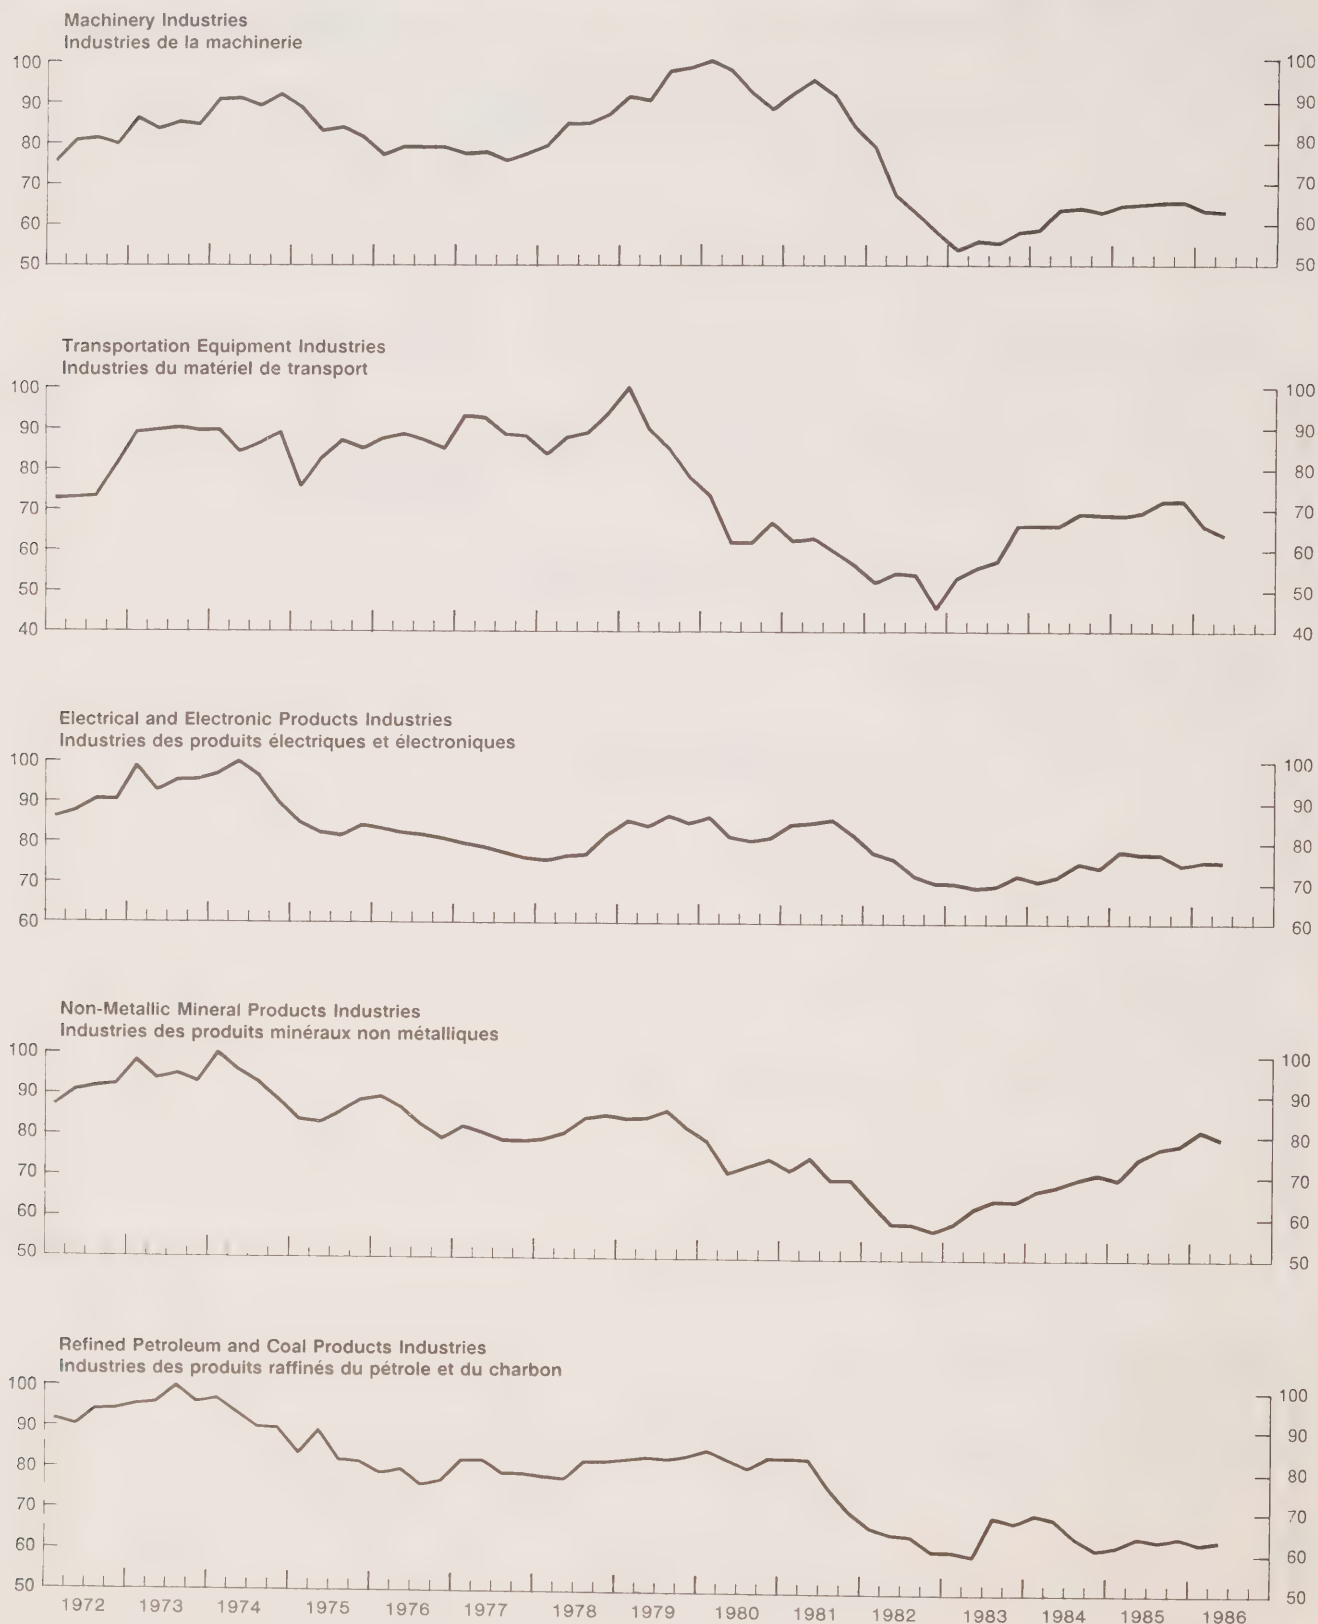 Machinery Industries
Industries de la machinerie
100 100
90 90
80 80
70 70
60 60
50 50
Transportation Equipment Industries
Industries du matériel de transport
100 100
90 90
80 80
70 70
60 60
50 50
40 40
Electrical and Electronic Products Industries
Industries des produits électriques et électroniques
100 100
90 90
80 80
70 70
60 60
Non-Metallic Mineral Products Industries
Industries des produits minéraux non métalliques
100 100
90 90
80 80
70 70
60 60
50 50
Refined Petroleum and Coal Products Industries
Industries des produits raffinés du pétrole et du charbon
100 100
90 90
80 80
70 70
60 60
50 50
1972 1973 1974 1975 1976 1977 1978 1979 1980 1981 1982 1983 1984 1985 1986